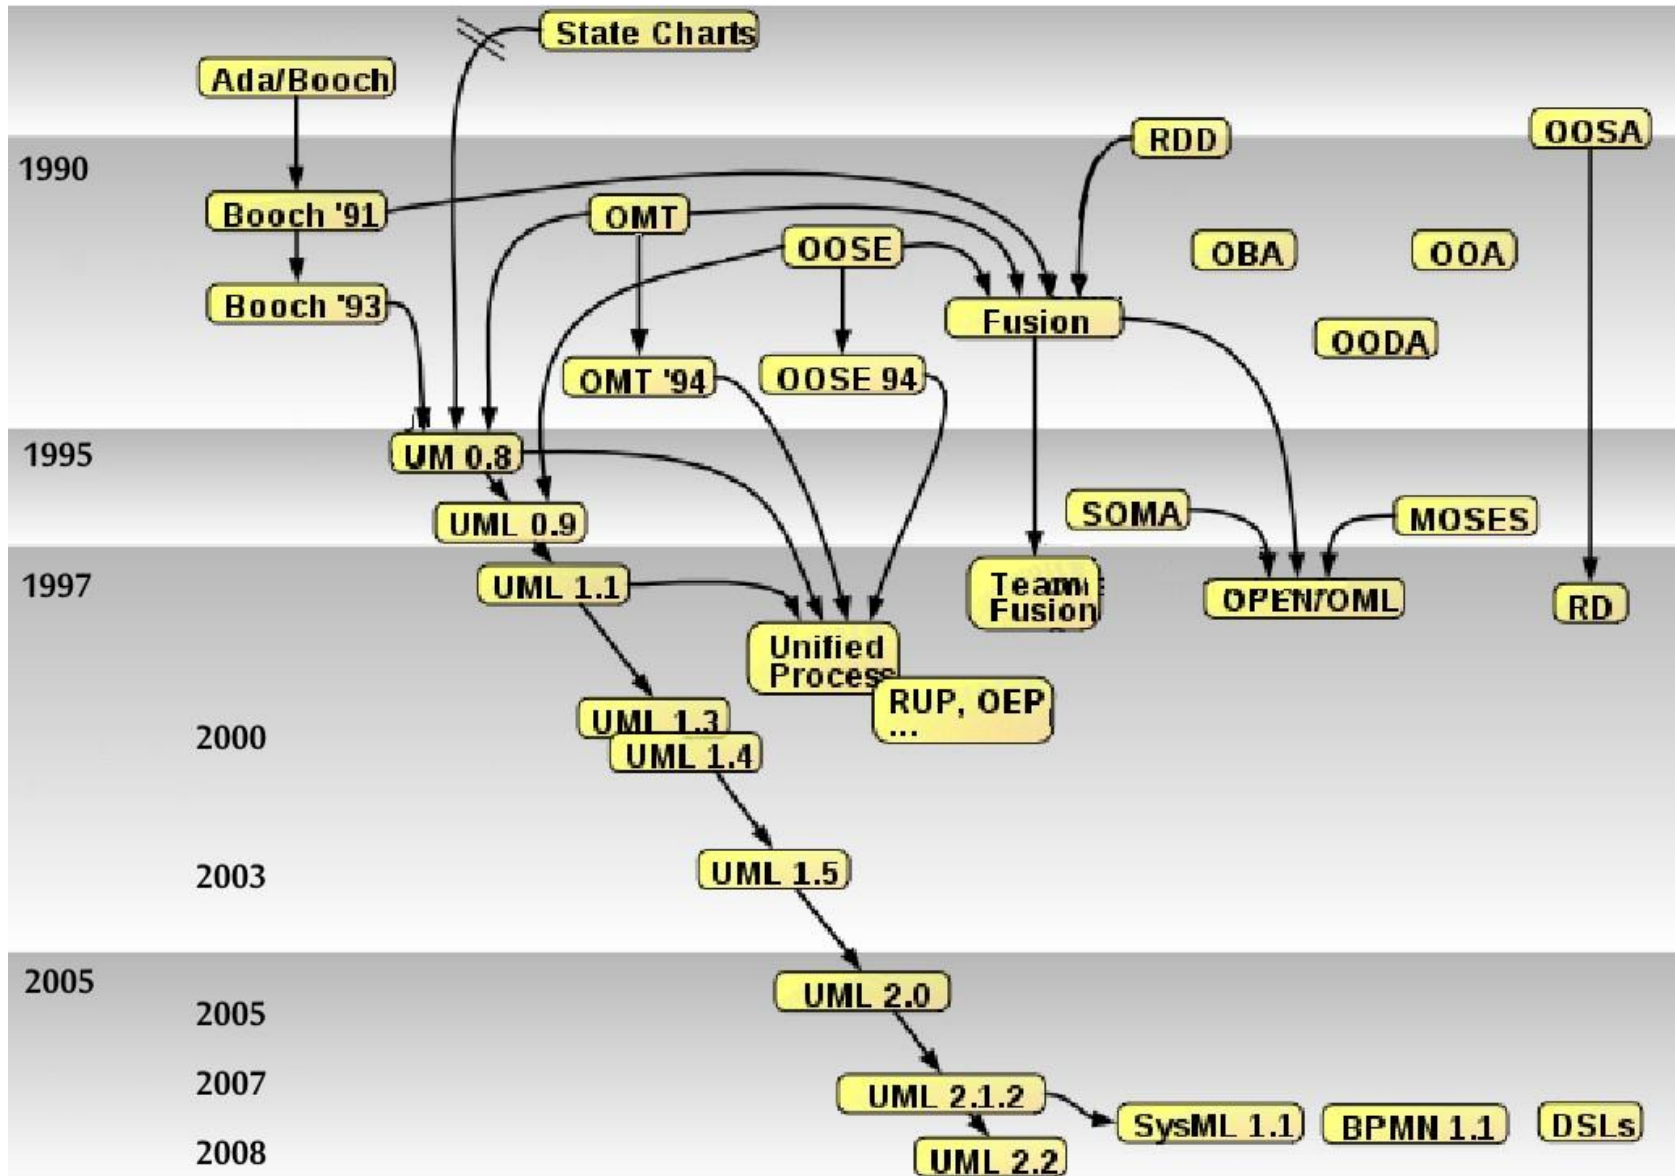 State Charts
Ada/Booch
RDD
OOSA
1990
Booch '91
OMT
OOSE
OBA
OOA
Booch '93
Fusion
OODA
OMT '94
OOSE 94
1995
UM 0.8
SOMA
MOSES
UML 0.9
1997
UML 1.1
Team
Fusion
OPEN/OML
RD
Unified
Process
RUP, OEP
...
UML 1.3
2000
UML 1.4
2003
UML 1.5
2005
UML 2.0
2005
2007
UML 2.1.2
SysML 1.1
BPMN 1.1
DSLs
2008
UML 2.2